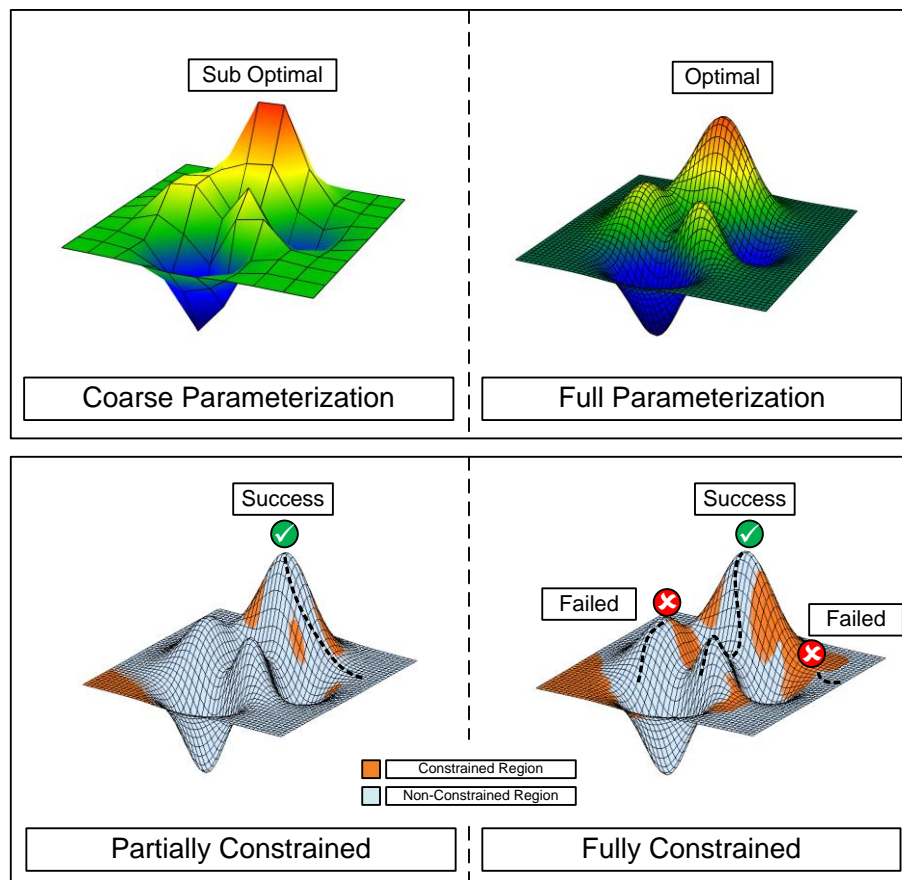 Sub Optimal
Optimal
Coarse Parameterization
Full Parameterization
Success
Success
Failed
Failed
Constrained Region
Non-Constrained Region
Partially Constrained
Fully Constrained